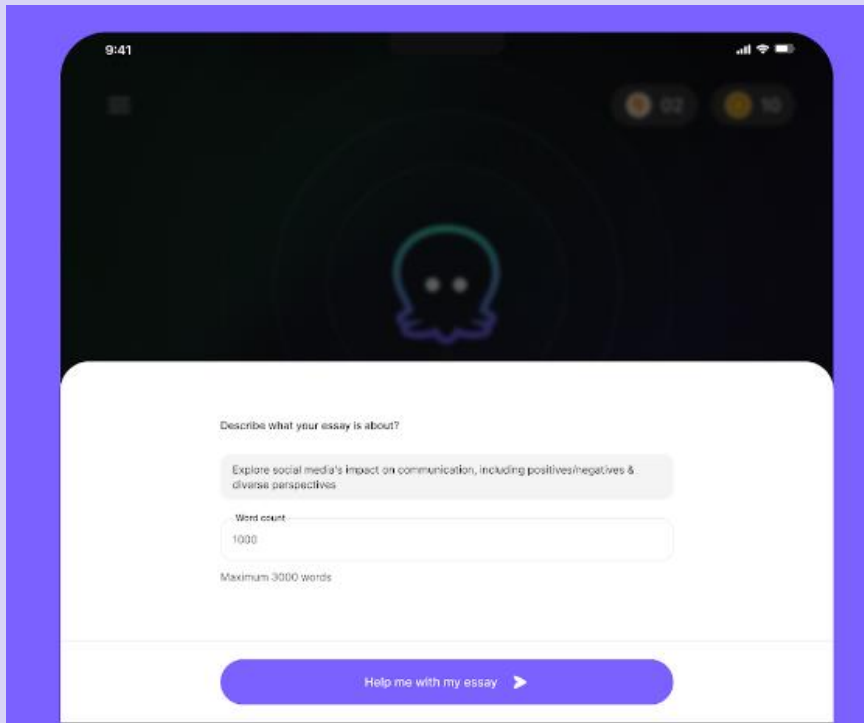 9:41
02
10
Describe what your essay is about?
Explore social media's impact on communication, including positives/negatives &
diverse perspectives
Word count
1000
Maximum 3000 words
Help me with my essay